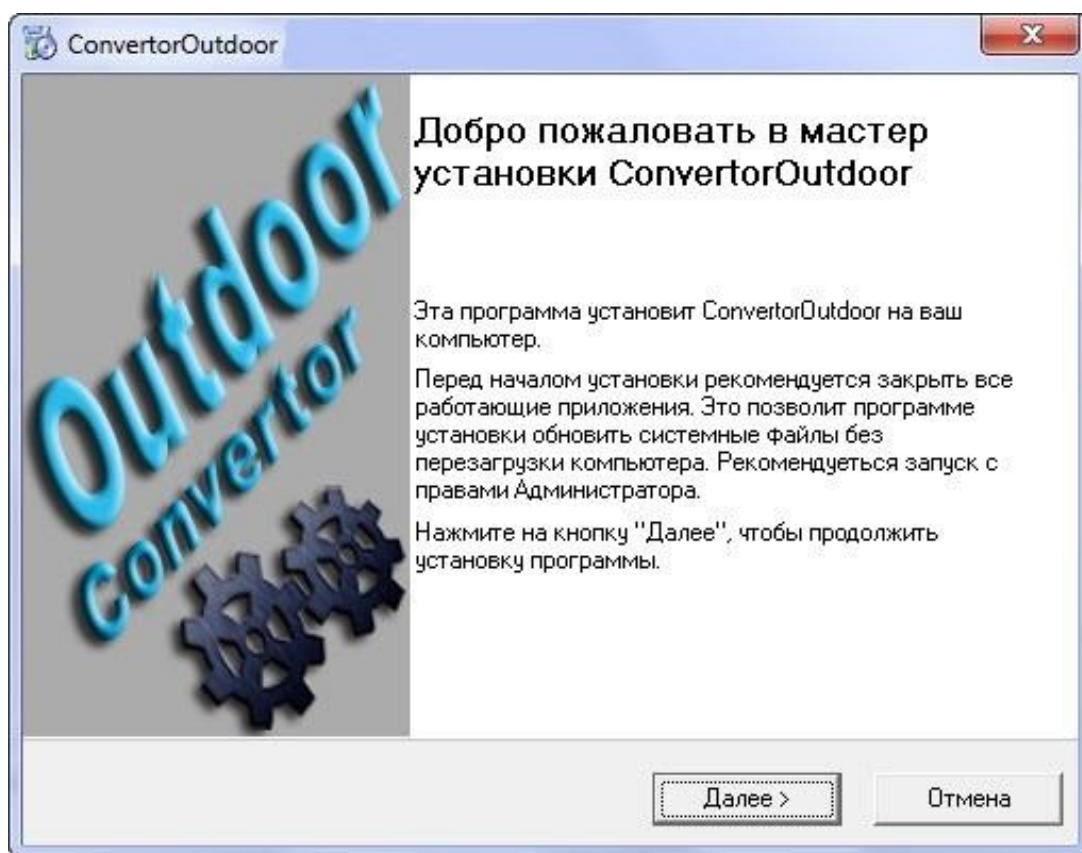 ConvertorOutdoor
Outdoor
convertor
Добро пожаловать в мастер
установки ConvertorOutdoor
Эта программа установит ConvertorOutdoor на ваш
компьютер.
Перед началом установки рекомендуется закрыть все
работающие приложения. Это позволит программе
установки обновить системные файлы без
перезагрузки компьютера. Рекомендуеться запуск с
правами Администратора.
Нажмите на кнопку "Далее", чтобы продолжить
установку программы.
Далее >
Отмена